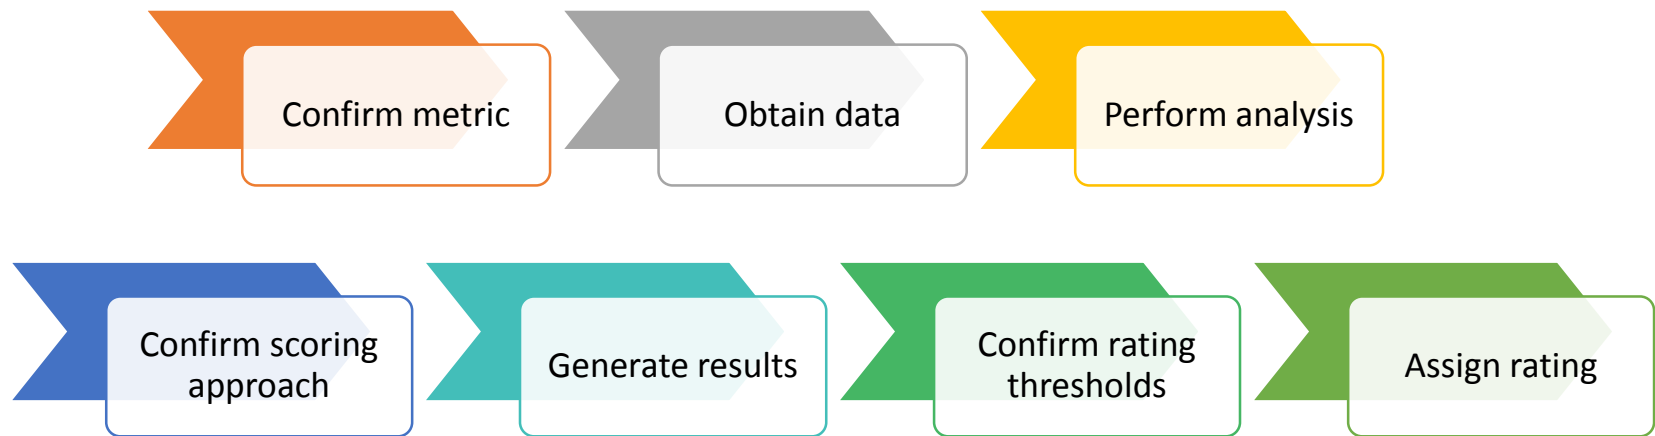 Confirm metric
Obtain data
Perform analysis
Confirm scoring
approach
Generate results
Confirm rating
thresholds
Assign rating